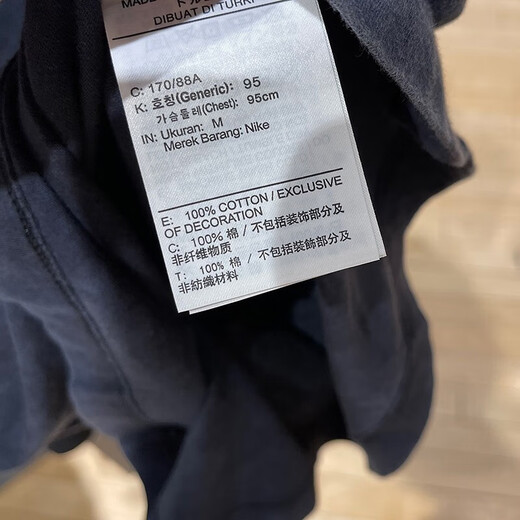 MADE
DIBUAT DI TURKI
C: 170/88A
K: 호칭(Generic): 95
가슴둘레(Chest): 95cm
IN: Ukuran: M
Merek Barang: Nike
E: 100% COTTON / EXCLUSIVE
OF DECORATION
C: 100% 棉 / 不包括装饰部分及
非纤维物质
T: 100% 棉 / 不包括裝飾部分及
非紡織材料